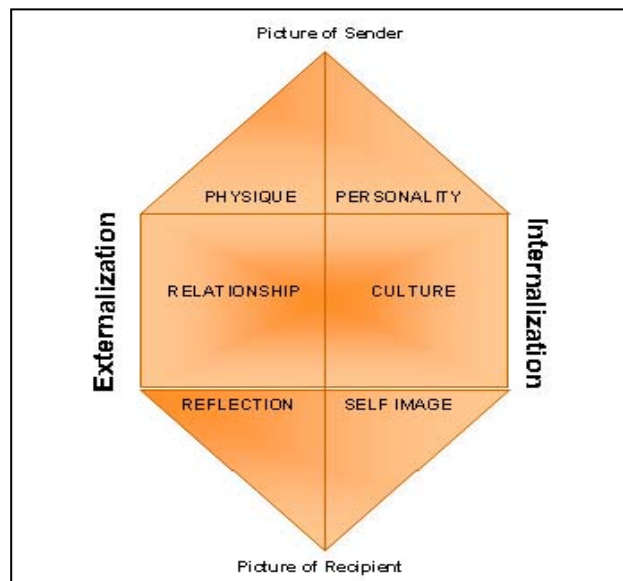 Picture of Sender
PHYSIQUE
PERSONALITY
Externalization
RELATIONSHIP
CULTURE
Internalization
REFLECTION
SELF IMAGE
Picture of Recipient